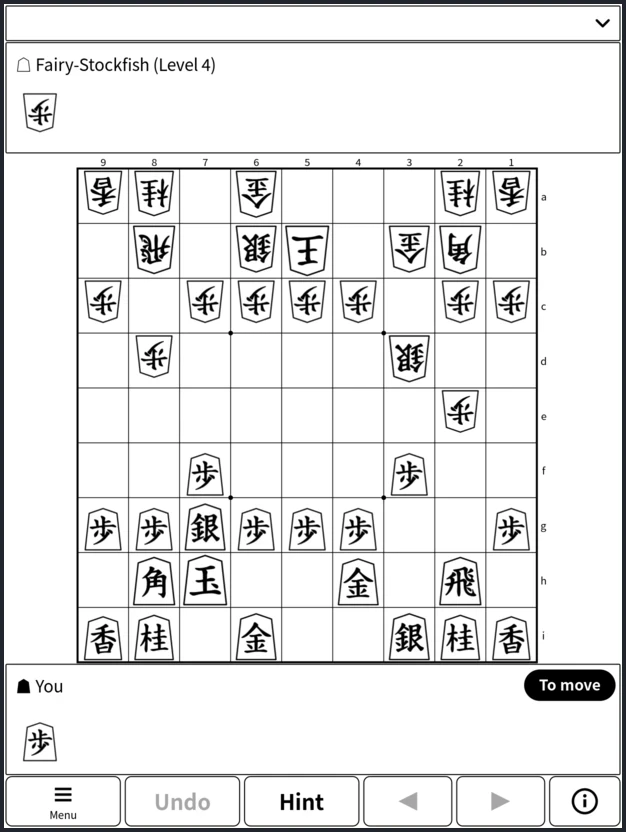 Fairy-Stockfish (Level 4)
歩
9 8 7 6 5 4 3 2 1
香 桂 金 桂 香 a
飛 銀 王 金 角 b
歩 歩 歩 歩 歩 歩 歩 c
歩 銀 d
歩 e
歩 歩 f
歩 歩 銀 歩 歩 歩 歩 g
角 玉 金 飛 h
香 桂 金 銀 桂 香 i
You To move
歩
Menu Undo Hint